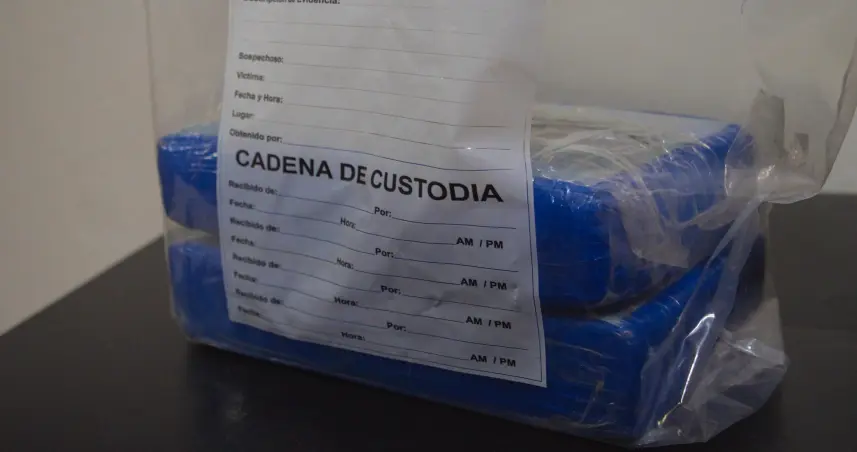 Sospechoso:
Victima:
Fecha y Hora:
Lugar:
Obtenido por:
CADENA DE CUSTODIA
Recibido de: Por:
Fecha: Hora: AM / PM
Recibido de: Por:
Fecha: Hora: AM / PM
Recibido de: Por:
Fecha: Hora: AM / PM
Recibido de: Por:
Fecha: Hora: AM / PM